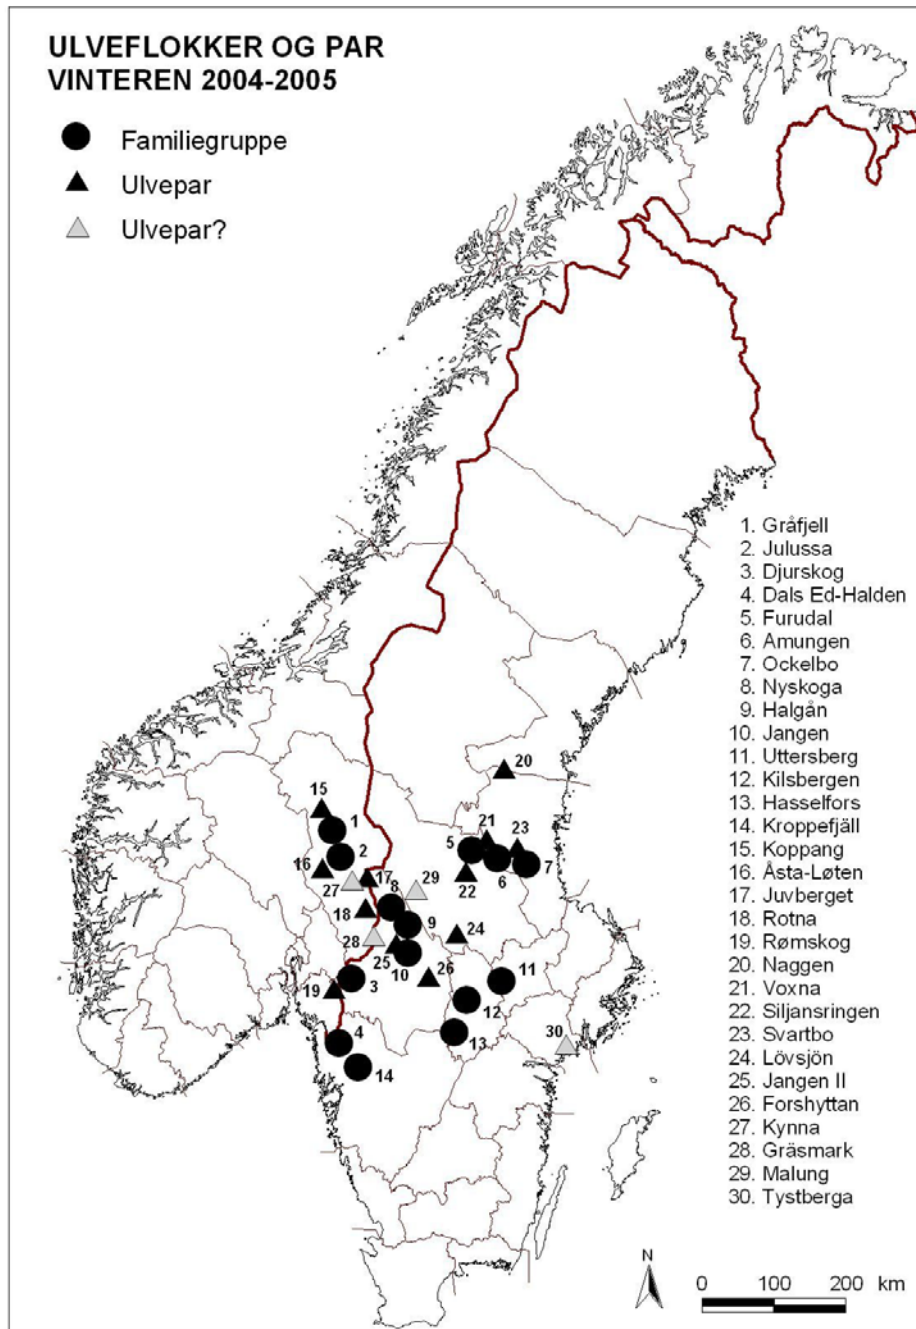 ULVEFLOKKER OG PAR
VINTEREN 2004-2005
Familiegruppe
Ulvepar
Ulvepar?
1. Gråfjell
2. Julussa
3. Djurskog
4. Dals Ed-Halden
5. Furudal
6. Amungen
7. Ockelbo
8. Nyskoga
9. Halgån
10. Jangen
11. Uttersberg
12. Kilsbergen
13. Hasselfors
14. Kroppefjäll
15. Koppang
16. Åsta-Løten
17. Juvberget
18. Rotna
19. Rømskog
20. Naggen
21. Voxna
22. Siljansringen
23. Svartbo
24. Lövsjön
25. Jangen II
26. Forshyttan
27. Kynna
28. Gräsmark
29. Malung
30. Tystberga
20
15
1
2
16
27
17
18
8
29
28
9
25
10
26
24
5
21
23
6
7
22
3
19
11
12
13
4
14
30
N
0 100 200 km